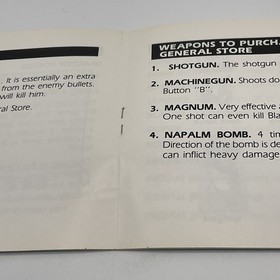 . It is essentially an extra
from the enemy bullets.
will kill him.
ral Store.
WEAPONS TO PURCHA
GENERAL STORE
1. SHOTGUN. The shotgun
2. MACHINEGUN. Shoots do
Button "B".
3. MAGNUM. Very effective a
One shot can even kill Bla
4. NAPALM BOMB. 4 tim
Direction of the bomb is de
can inflict heavy damage